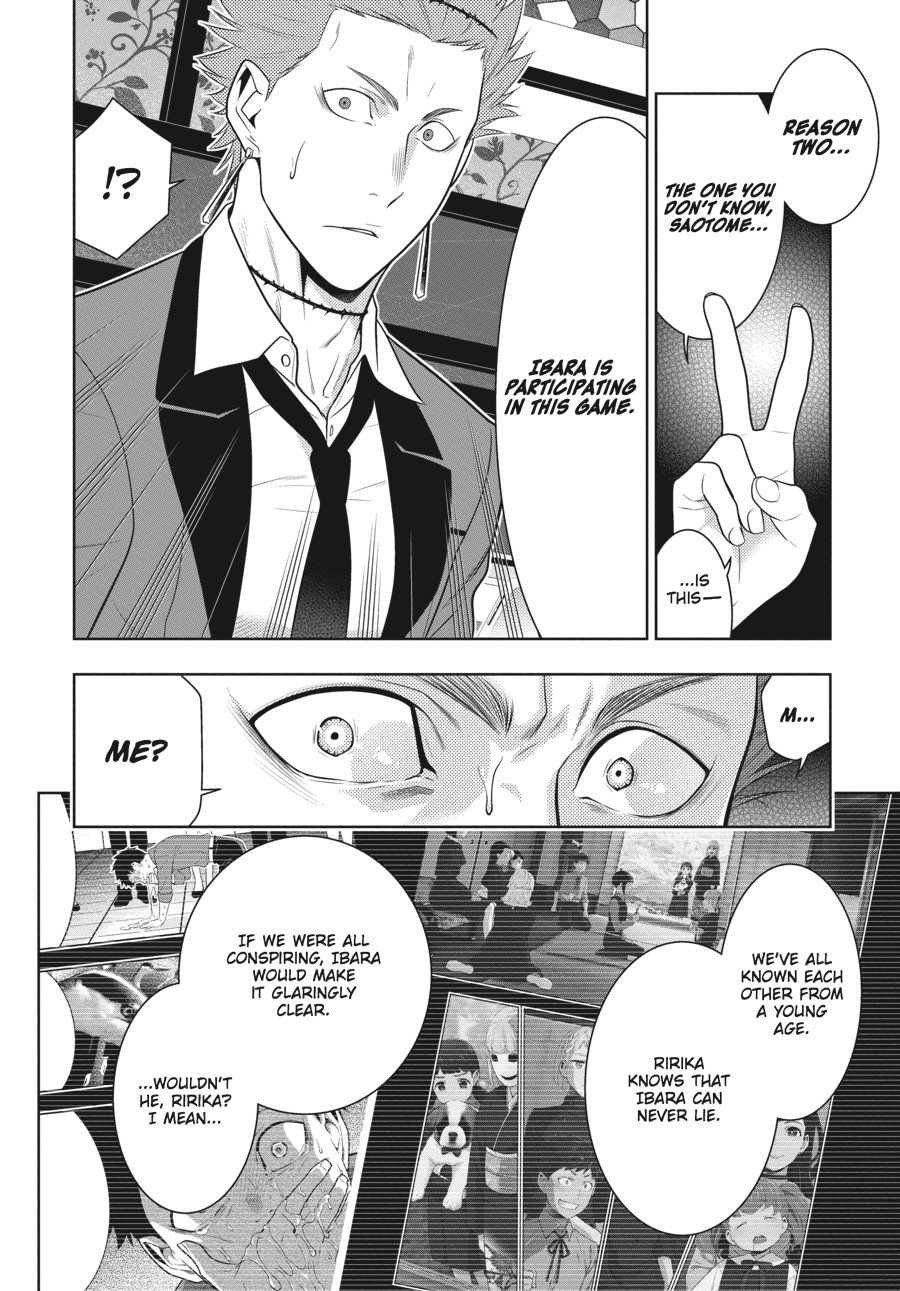 REASON
TWO...
THE ONE YOU
DON'T KNOW,
SAOTOME...
...IS
THIS—
IBARA IS
PARTICIPATING
IN THIS GAME.
!?
M...
ME?
WE'VE ALL
KNOWN EACH
OTHER FROM
A YOUNG
AGE.
RIRIKA
KNOWS THAT
IBARA CAN
NEVER LIE.
IF WE WERE ALL
CONSPIRING, IBARA
WOULD MAKE
IT GLARINGLY
CLEAR.
...WOULDN'T
HE, RIRIKA?
I MEAN...